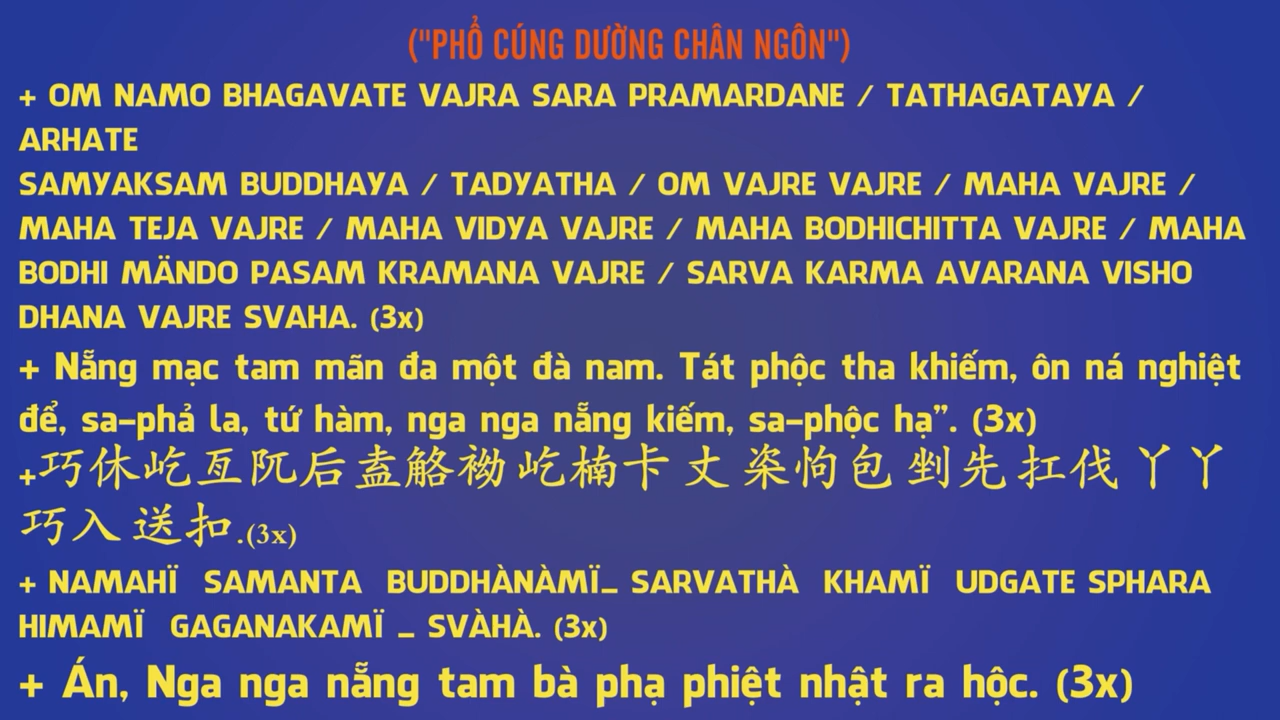 ("PHỔ CÚNG DƯỜNG CHÂN NGÔN")
+ OM NAMO BHAGAVATE VAJRA SARA PRAMARDANE / TATHAGATAYA /
ARHATE
SAMYAKSAM BUDDHAYA / TADYATHA / OM VAJRE VAJRE / MAHA VAJRE /
MAHA TEJA VAJRE / MAHA VIDYA VAJRE / MAHA BODHICHITTA VAJRE / MAHA
BODHI MÄNDO PASAM KRAMANA VAJRE / SARVA KARMA AVARANA VISHO
DHANA VAJRE SVAHA. (3x)
+ Nẵng mạc tam mãn đa một đà nam. Tát phộc tha khiếm, ôn ná nghiệt
để, sa-phả la, tứ hàm, nga nga nẵng kiếm, sa-phộc hạ”. (3x)
+巧休屹亙阢后盍觡袎屹楠卡丈染怐包剉先扛伐丫丫
巧入送扣.(3x)
+ NAMAHÏ SAMANTA BUDDHÀNÀMÏ_ SARVATHÀ KHAMÏ UDGATE SPHARA
HIMAMÏ GAGANAKAMÏ _ SVÀHÀ. (3x)
+ Án, Nga nga nẵng tam bà phạ phiệt nhật ra hộc. (3x)